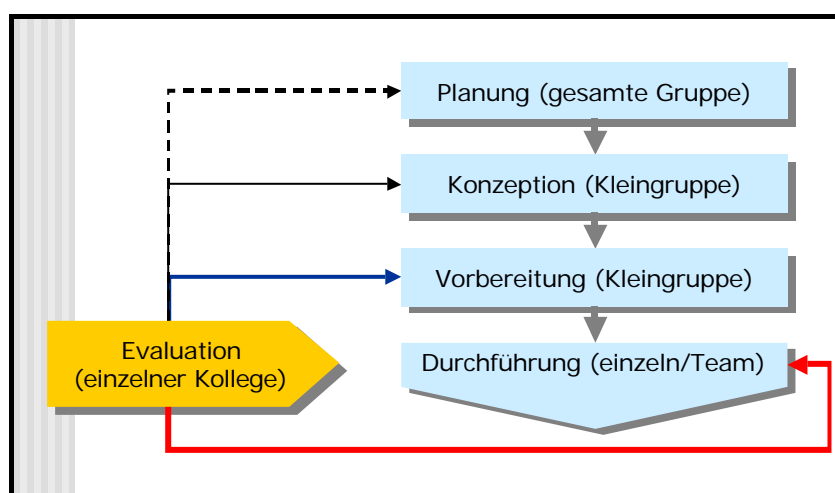 Planung (gesamte Gruppe)
Konzeption (Kleingruppe)
Vorbereitung (Kleingruppe)
Evaluation
(einzelner Kollege)
Durchführung (einzeln/Team)